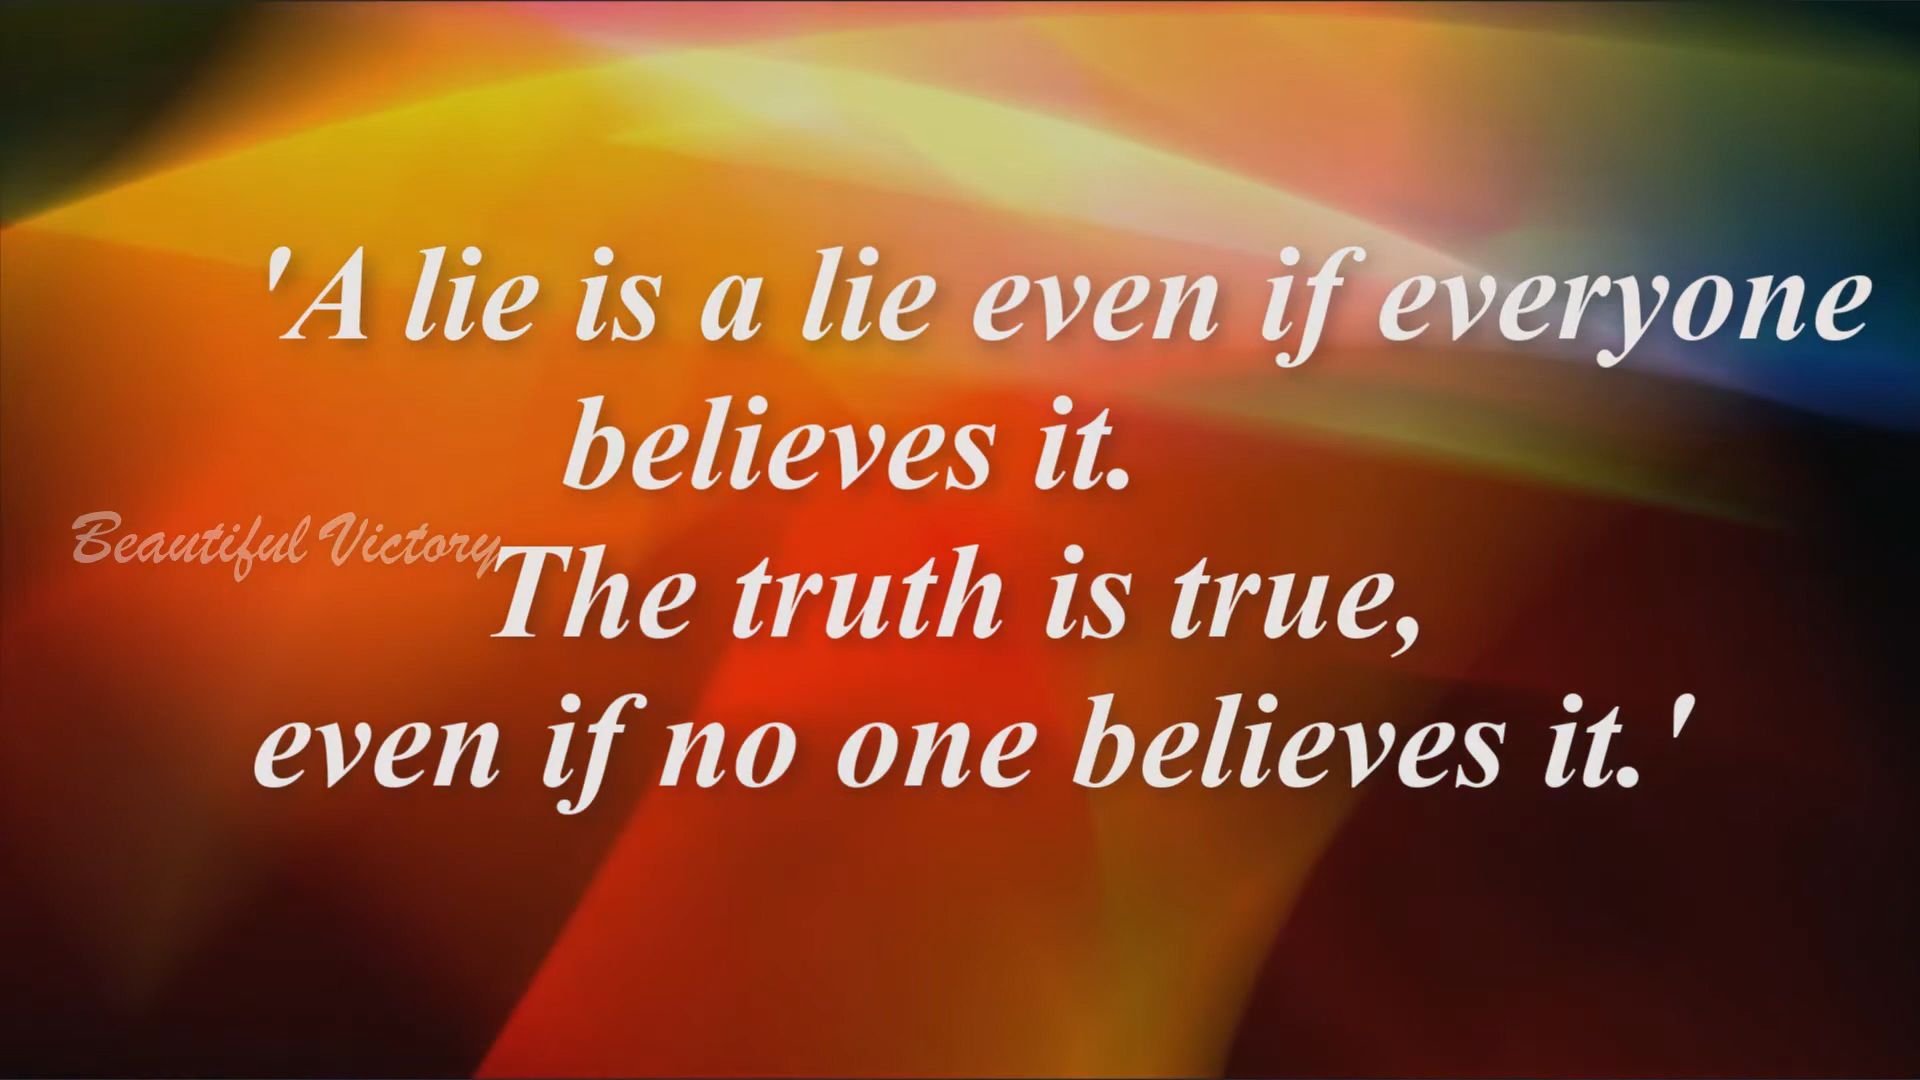 'A lie is a lie even if everyone
believes it.
Beautiful Victory
The truth is true,
even if no one believes it.'